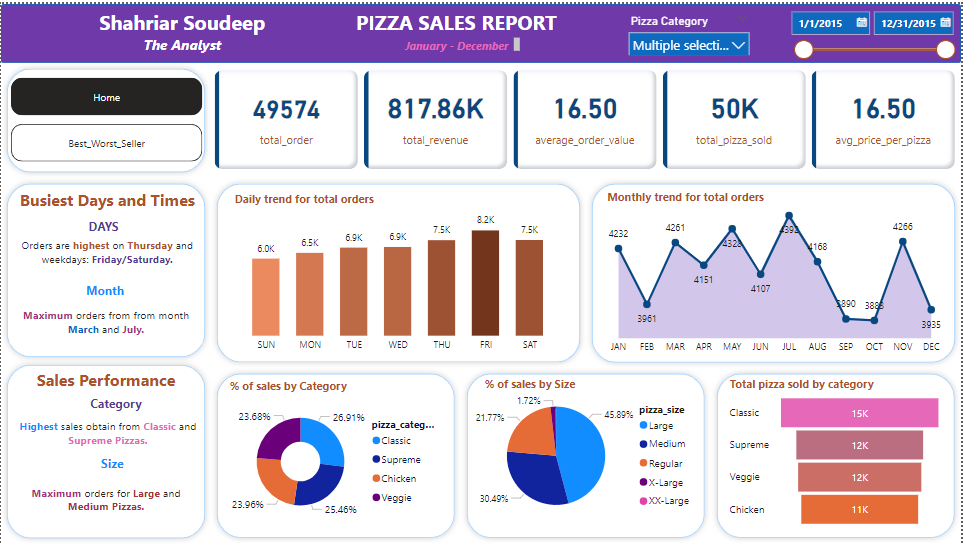 Shahriar Soudeep
The Analyst
PIZZA SALES REPORT
January - December
Pizza Category
Multiple selecti...
1/1/2015
12/31/2015
Home
Best_Worst_Seller
49574
total_order
817.86K
total_revenue
16.50
average_order_value
50K
total_pizza_sold
16.50
avg_price_per_pizza
Busiest Days and Times
DAYS
Orders are highest on Thursday and
weekdays: Friday/Saturday.
Month
Maximum orders from from month
March and July.
Daily trend for total orders
6.0K
6.5K
6.9K
6.9K
7.5K
8.2K
7.5K
SUN
MON
TUE
WED
THU
FRI
SAT
Monthly trend for total orders
4232
3961
4261
4151
4328
4107
4392
4168
3890
3883
4266
3935
JAN
FEB
MAR
APR
MAY
JUN
JUL
AUG
SEP
OCT
NOV
DEC
Sales Performance
Category
Highest sales obtain from Classic and
Supreme Pizzas.
Size
Maximum orders for Large and
Medium Pizzas.
% of sales by Category
23.68%
26.91%
23.96%
25.46%
pizza_categ...
Classic
Supreme
Chicken
Veggie
% of sales by Size
1.72%
21.77%
45.89%
30.49%
pizza_size
Large
Medium
Regular
X-Large
XX-Large
Total pizza sold by category
Classic
15K
Supreme
12K
Veggie
12K
Chicken
11K